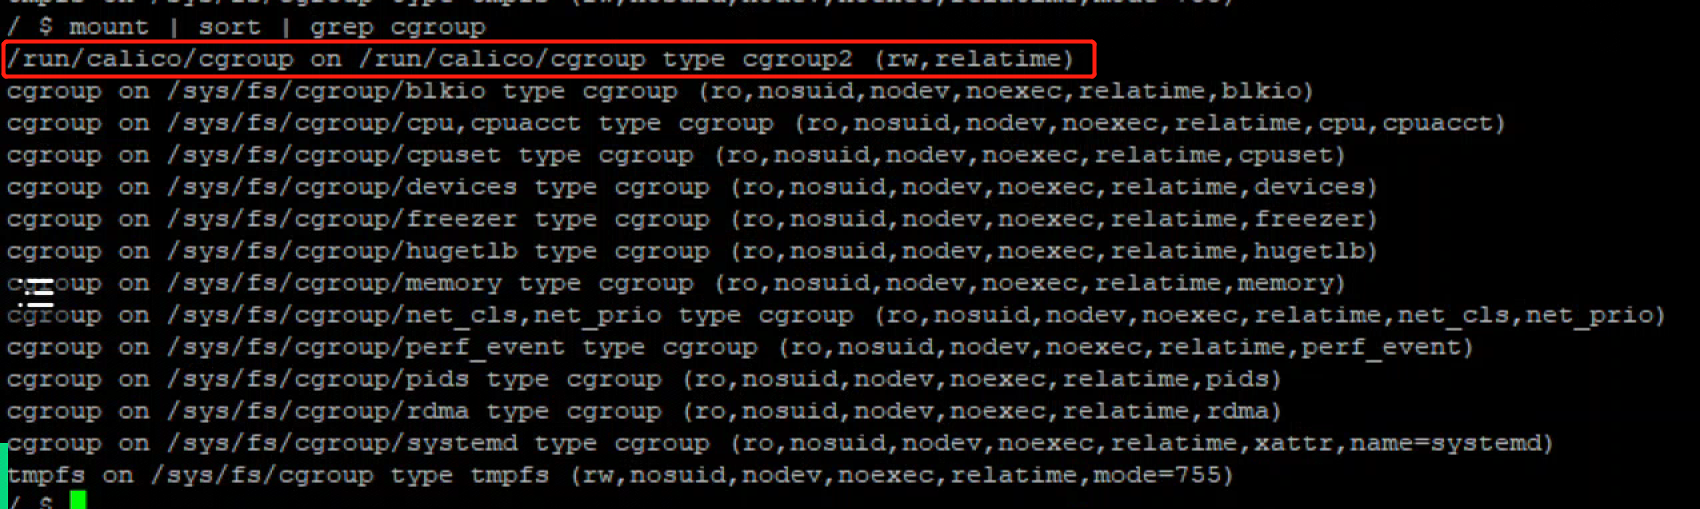 / $ mount | sort | grep cgroup
/run/calico/cgroup on /run/calico/cgroup type cgroup2 (rw,relatime)
cgroup on /sys/fs/cgroup/blkio type cgroup (ro,nosuid,nodev,noexec,relatime,blkio)
cgroup on /sys/fs/cgroup/cpu,cpuacct type cgroup (ro,nosuid,nodev,noexec,relatime,cpu,cpuacct)
cgroup on /sys/fs/cgroup/cpuset type cgroup (ro,nosuid,nodev,noexec,relatime,cpuset)
cgroup on /sys/fs/cgroup/devices type cgroup (ro,nosuid,nodev,noexec,relatime,devices)
cgroup on /sys/fs/cgroup/freezer type cgroup (ro,nosuid,nodev,noexec,relatime,freezer)
cgroup on /sys/fs/cgroup/hugetlb type cgroup (ro,nosuid,nodev,noexec,relatime,hugetlb)
cgroup on /sys/fs/cgroup/memory type cgroup (ro,nosuid,nodev,noexec,relatime,memory)
cgroup on /sys/fs/cgroup/net_cls,net_prio type cgroup (ro,nosuid,nodev,noexec,relatime,net_cls,net_prio)
cgroup on /sys/fs/cgroup/perf_event type cgroup (ro,nosuid,nodev,noexec,relatime,perf_event)
cgroup on /sys/fs/cgroup/pids type cgroup (ro,nosuid,nodev,noexec,relatime,pids)
cgroup on /sys/fs/cgroup/rdma type cgroup (ro,nosuid,nodev,noexec,relatime,rdma)
cgroup on /sys/fs/cgroup/systemd type cgroup (ro,nosuid,nodev,noexec,relatime,xattr,name=systemd)
tmpfs on /sys/fs/cgroup type tmpfs (rw,nosuid,nodev,noexec,relatime,mode=755)
/ $